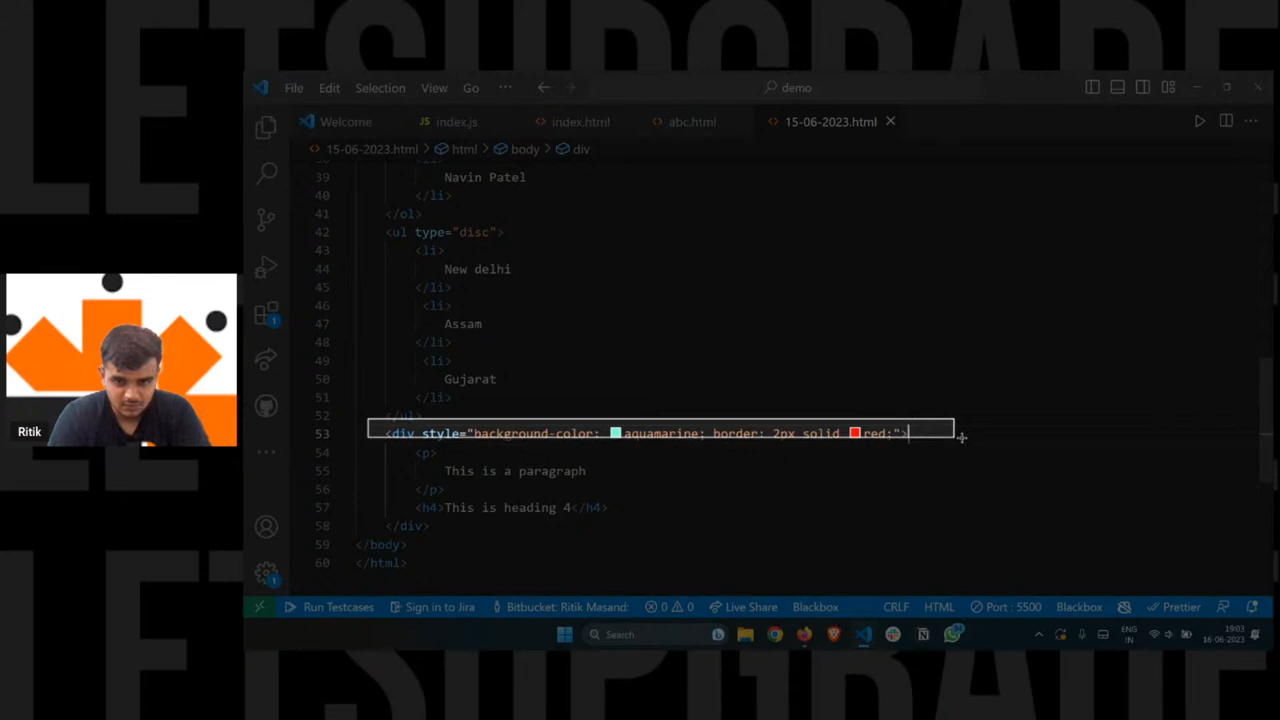 LETSUPGRADE
File Edit Selection View Go ··· demo
Welcome index.js index.html abc.html 15-06-2023.html
15-06-2023.html > html > body > div
39 Navin Patel
40 </li>
41 </ol>
42 <ul type="disc">
43 <li>
44 New delhi
45 </li>
46 <li>
47 Assam
48 </li>
49 <li>
50 Gujarat
51 </li>
52 </ul>
53 <div style="background-color: aquamarine; border: 2px solid red;">
54 <p>
55 This is a paragraph
56 </p>
57 <h4>This is heading 4</h4>
58 </div>
59 </body>
60 </html>
Ritik
1
1
Run Testcases Sign in to Jira Bitbucket: Ritik Masand: 0 0 Live Share Blackbox CRLF HTML Port : 5500 Blackbox Prettier
Search ENG IN 19:03 16-06-2023